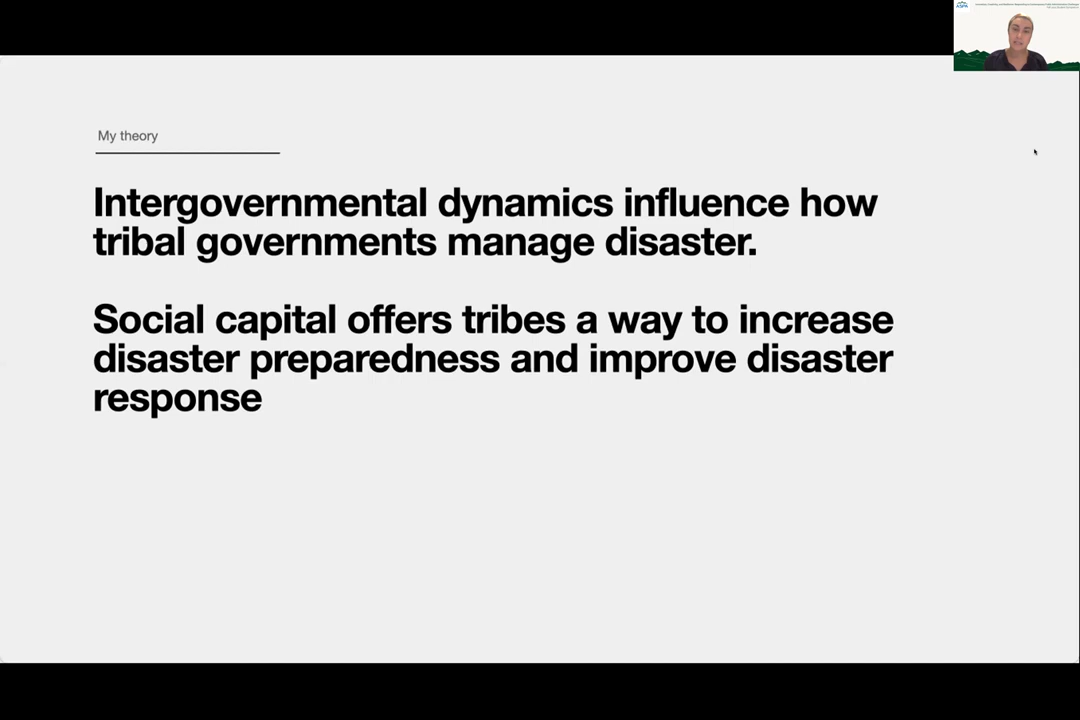 ASPA
My theory
Intergovernmental dynamics influence how
tribal governments manage disaster.
Social capital offers tribes a way to increase
disaster preparedness and improve disaster
response